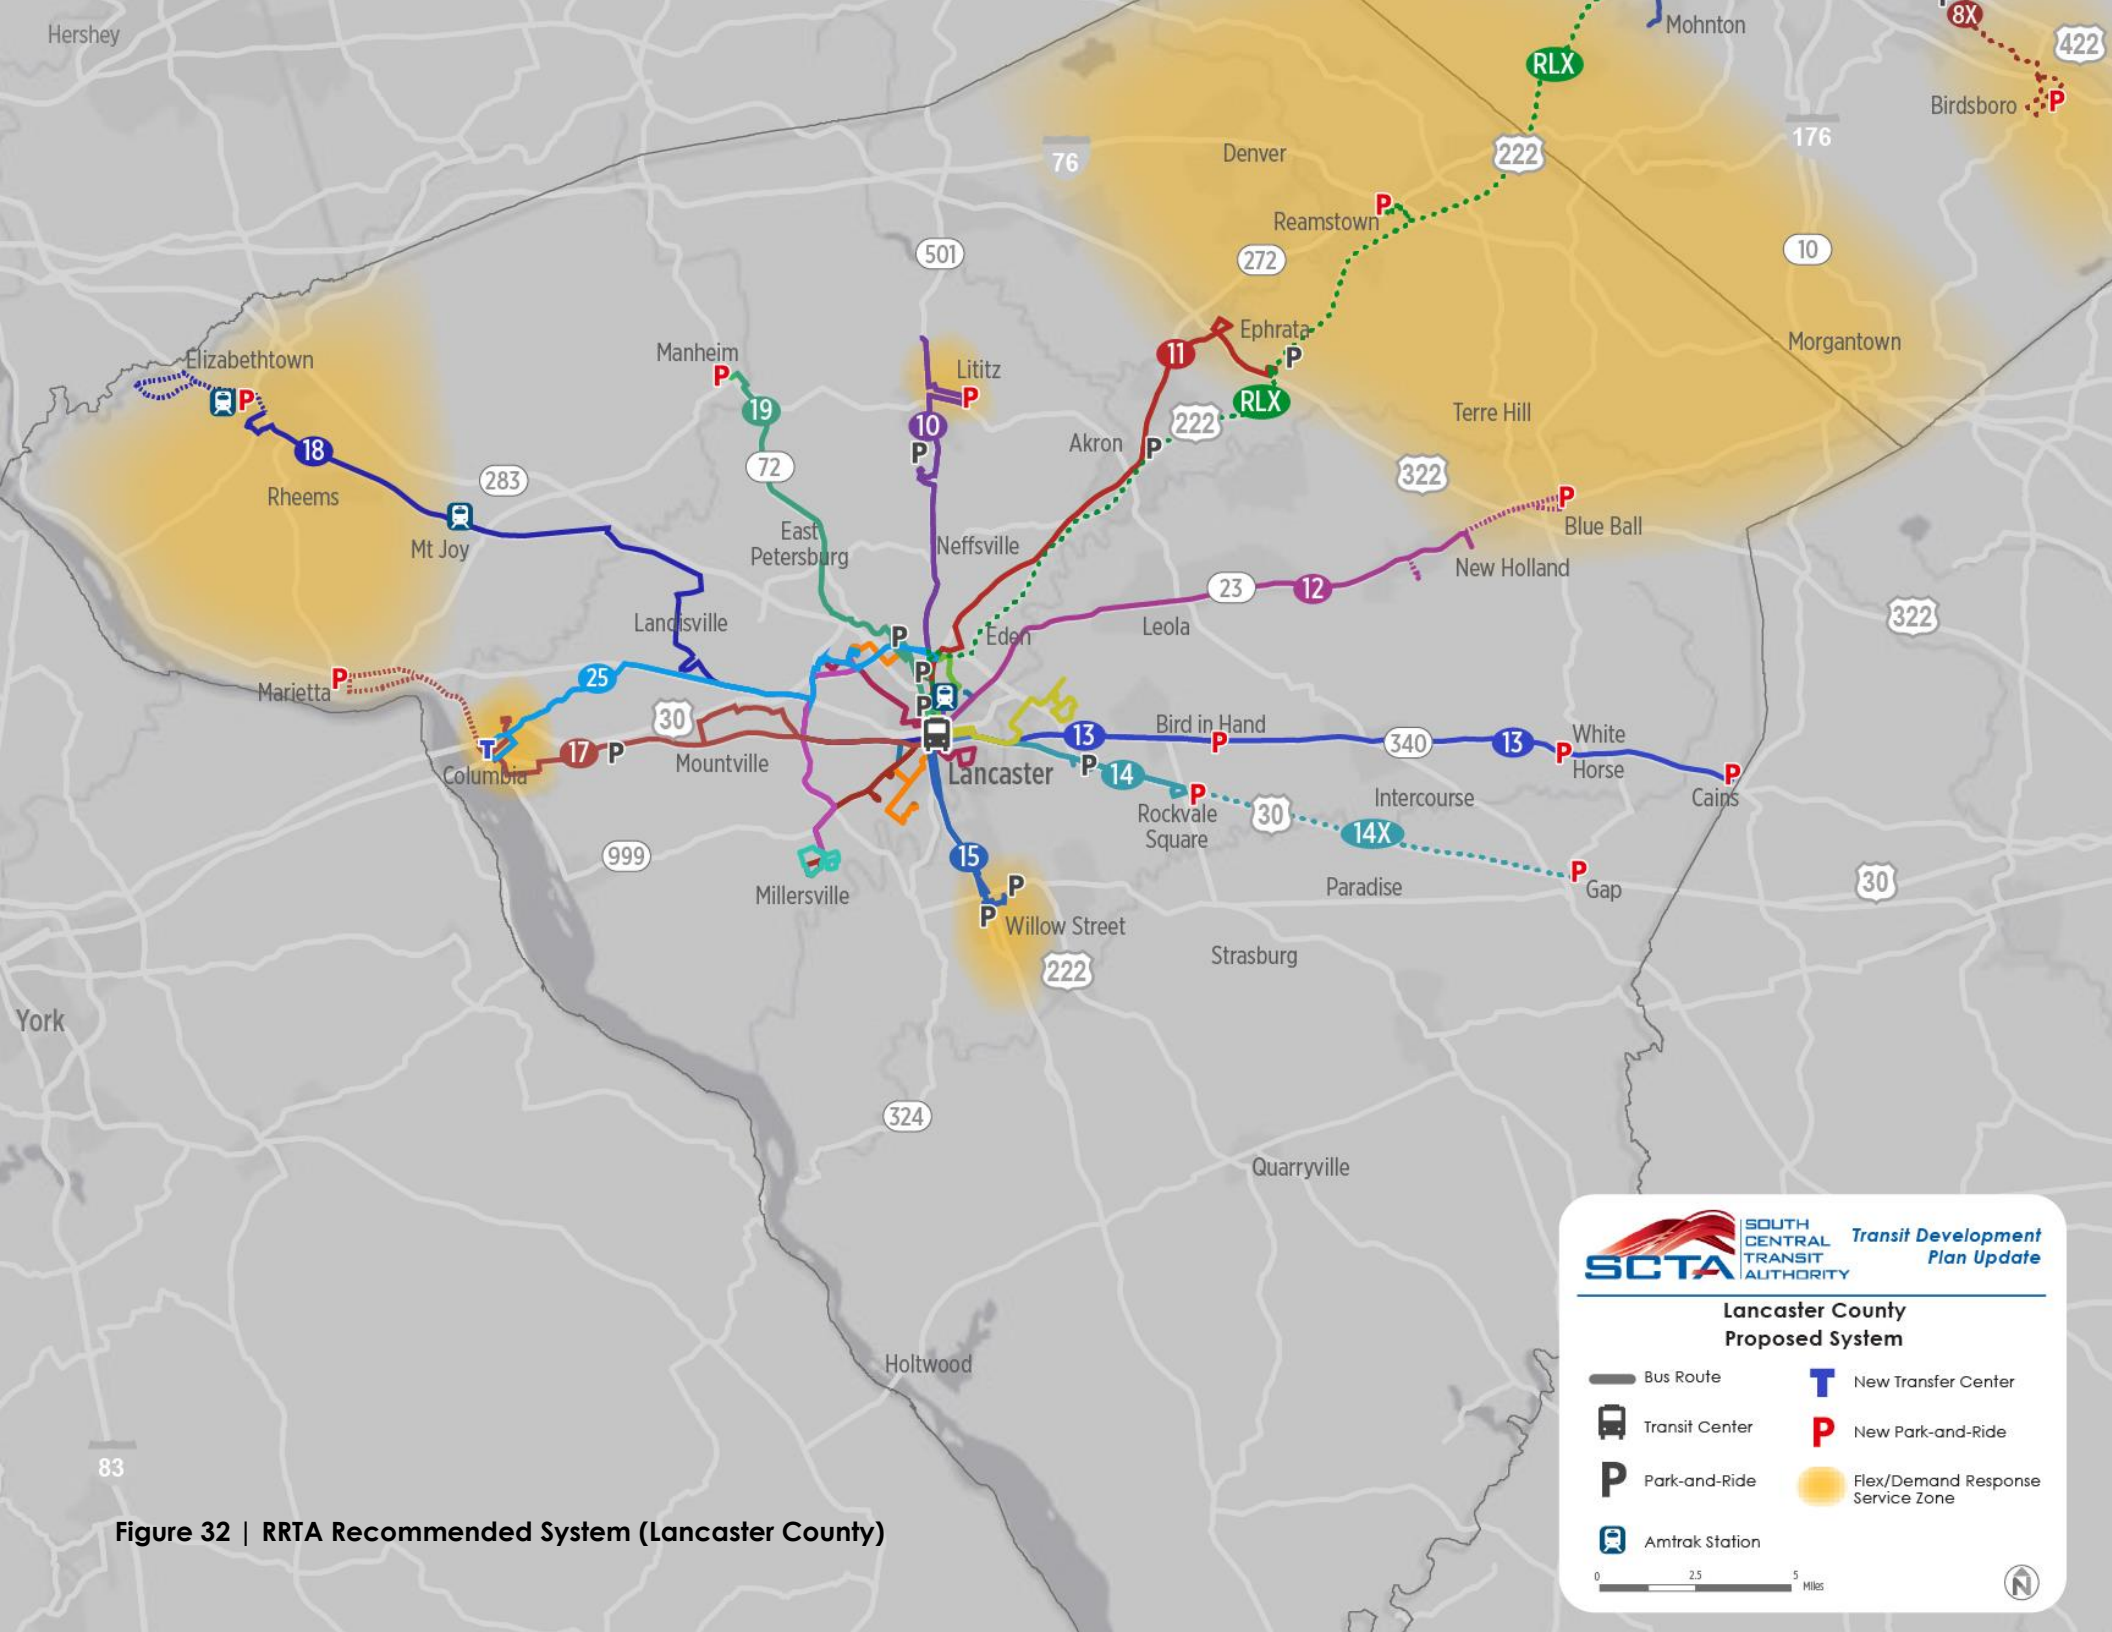 Hershey
Mohnton
8X
422
RLX
Birdsboro
P
176
76
Denver
222
P
Reamstown
501
272
10
Ephrata
P
11
Morgantown
Elizabethtown
P
Manheim
P
Lititz
P
19
10
P
RLX
222
Terre Hill
18
Akron
P
72
283
322
Rheems
P
Blue Ball
Mt Joy
East
Petersburg
Neffsville
New Holland
23
12
322
Landisville
P
Eden
Leola
P
Marietta
P
25
P
30
Bird in Hand
P
13
340
13
White
Horse
P
T
Columbia
17
P
Mountville
Lancaster
P
14
P
Cains
Rockvale
Square
P
30
Intercourse
14X
999
15
P
P
Willow Street
Millersville
Paradise
P
Gap
30
222
Strasburg
York
324
Quarryville
Holtwood
83
SCTA
SOUTH
CENTRAL
TRANSIT
AUTHORITY
Transit Development
Plan Update
Lancaster County
Proposed System
Bus Route
T New Transfer Center
Transit Center
P New Park-and-Ride
P Park-and-Ride
Flex/Demand Response
Service Zone
Amtrak Station
0 2.5 5 Miles
N
Figure 32 | RRTA Recommended System (Lancaster County)